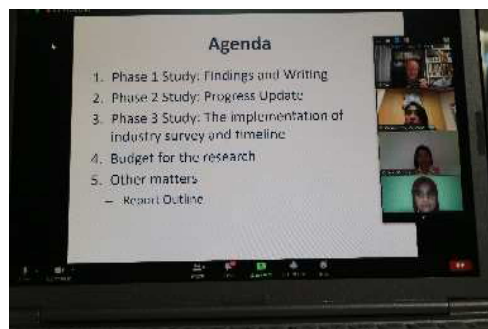 Agenda
1. Phase 1 Study: Findings and Writing
2. Phase 2 Study: Progress Update
3. Phase 3 Study: The implementation of
industry survey and timeline
4. Budget for the research
5. Other matters
– Report Outline